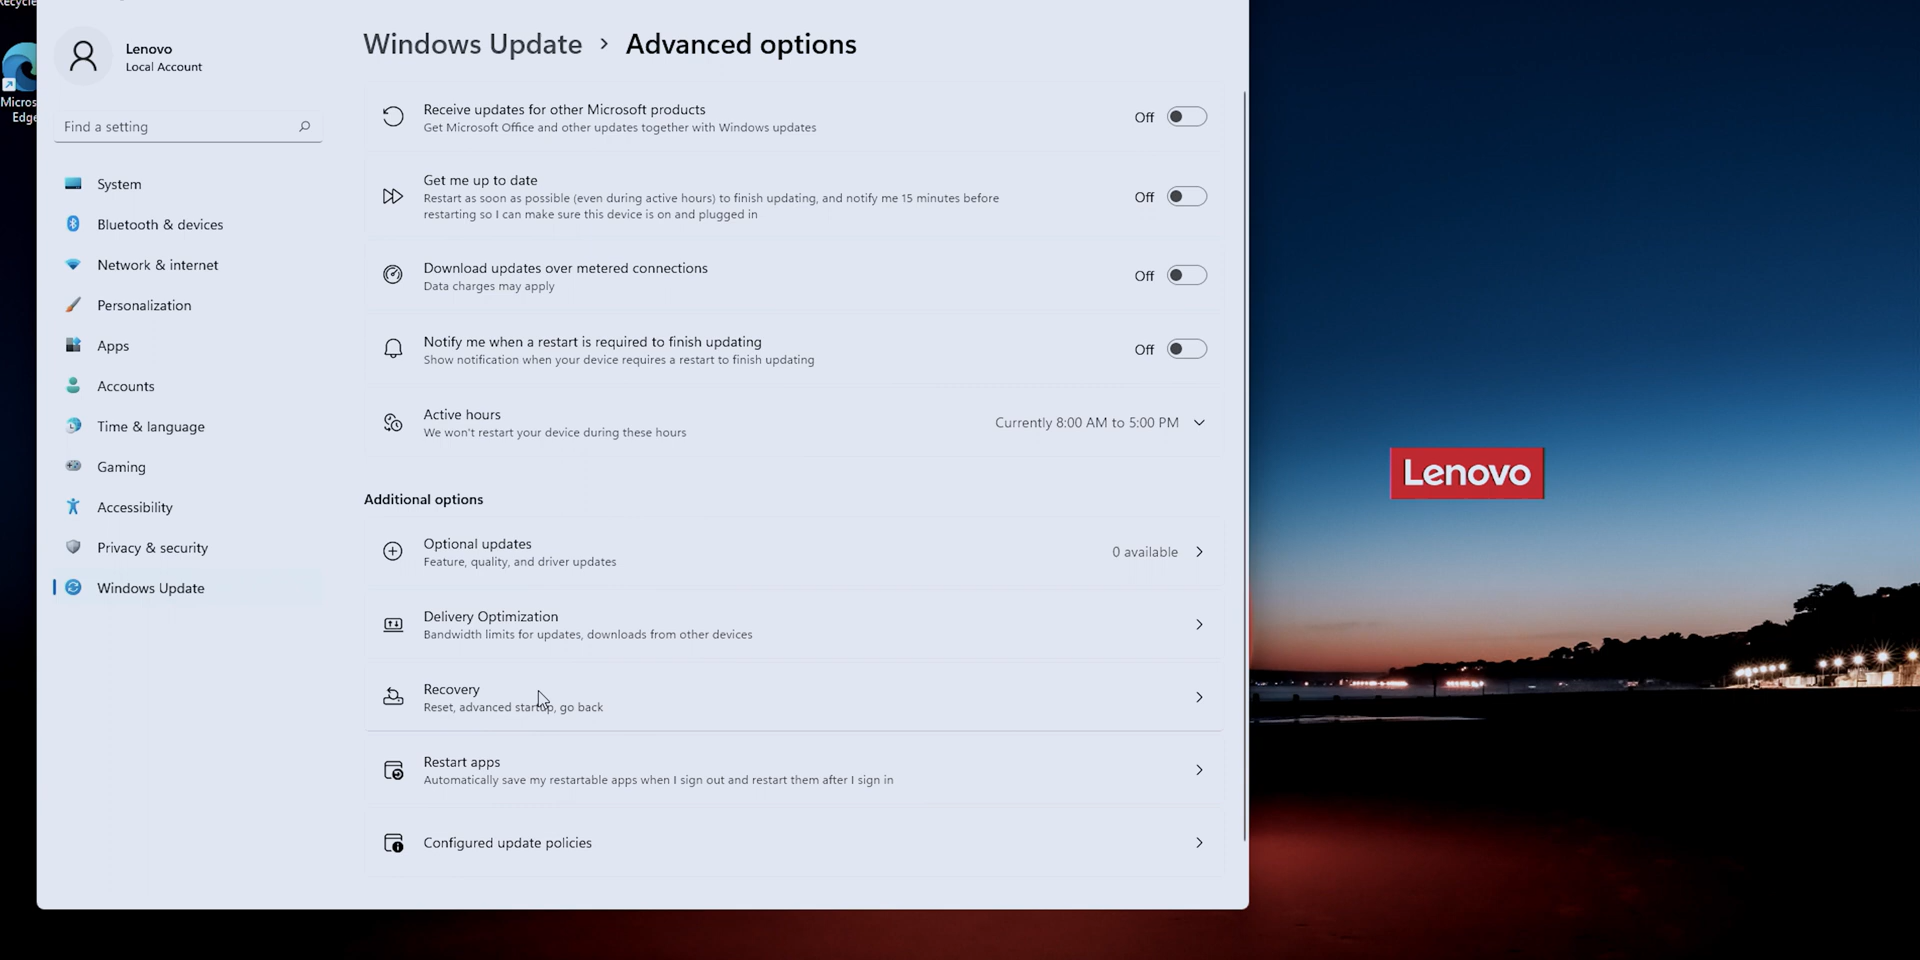 Recycle
Lenovo
Local Account
Windows Update > Advanced options
Micros
Edge
Find a setting
System
Bluetooth & devices
Network & internet
Personalization
Apps
Accounts
Time & language
Gaming
Accessibility
Privacy & security
Windows Update
Receive updates for other Microsoft products
Get Microsoft Office and other updates together with Windows updates
Off
Get me up to date
Restart as soon as possible (even during active hours) to finish updating, and notify me 15 minutes before
restarting so I can make sure this device is on and plugged in
Off
Download updates over metered connections
Data charges may apply
Off
Notify me when a restart is required to finish updating
Show notification when your device requires a restart to finish updating
Off
Active hours
We won't restart your device during these hours
Currently 8:00 AM to 5:00 PM
Additional options
Optional updates
Feature, quality, and driver updates
0 available
Delivery Optimization
Bandwidth limits for updates, downloads from other devices
Recovery
Reset, advanced startup, go back
Restart apps
Automatically save my restartable apps when I sign out and restart them after I sign in
Configured update policies
Lenovo